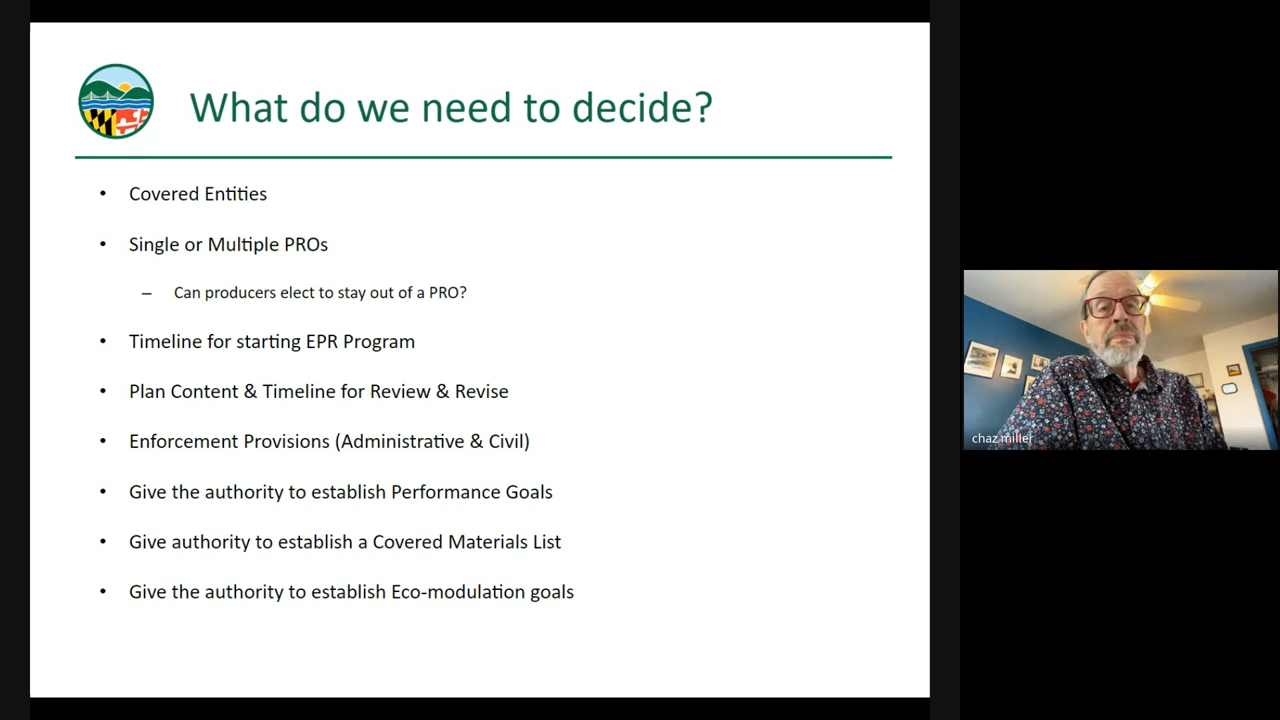 What do we need to decide?
• Covered Entities
• Single or Multiple PROs
– Can producers elect to stay out of a PRO?
• Timeline for starting EPR Program
• Plan Content & Timeline for Review & Revise
• Enforcement Provisions (Administrative & Civil)
• Give the authority to establish Performance Goals
• Give authority to establish a Covered Materials List
• Give the authority to establish Eco-modulation goals
chaz miller